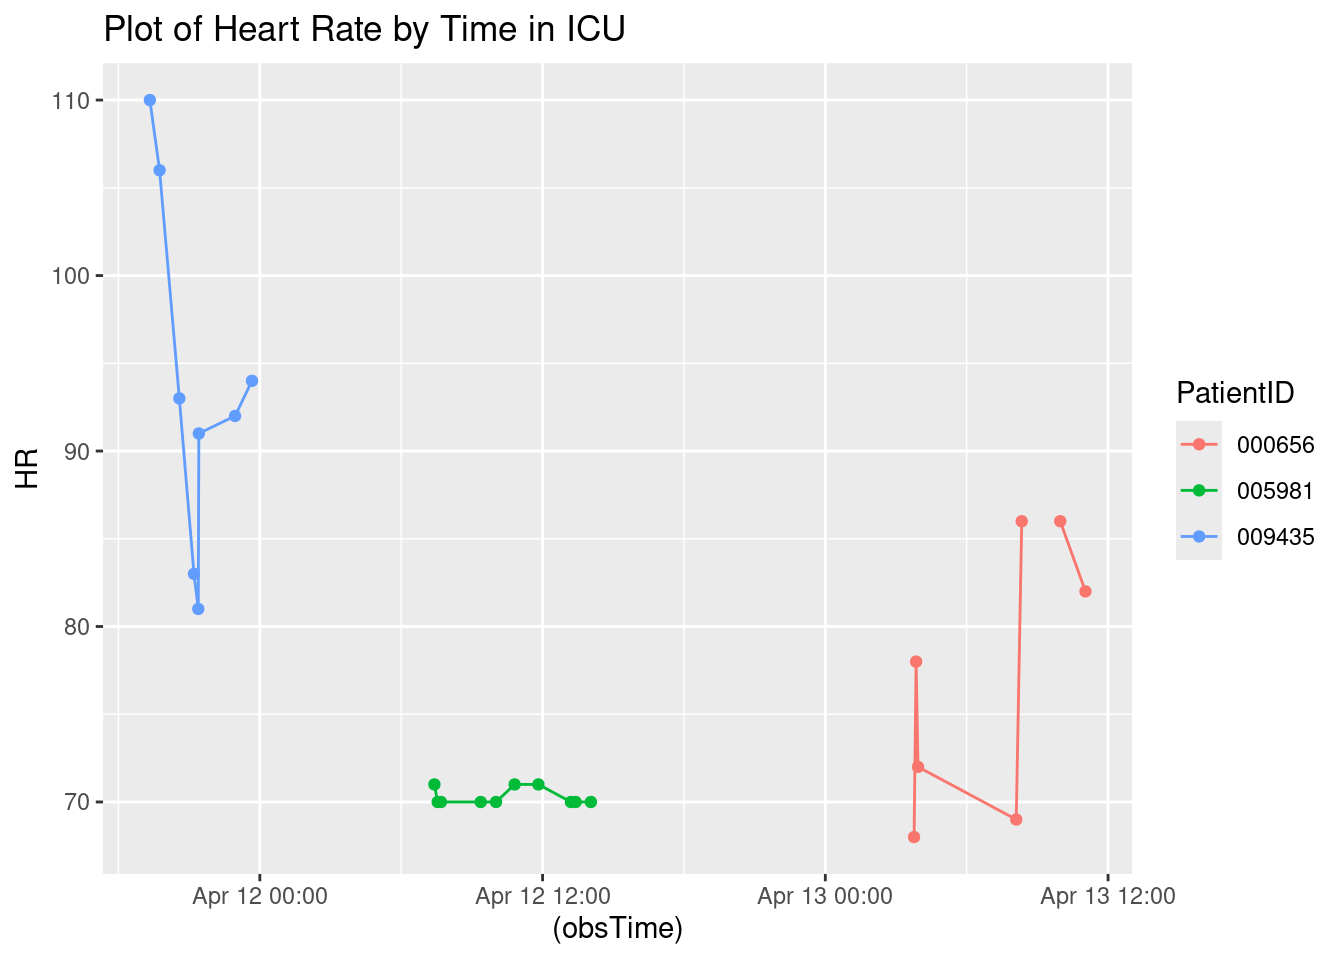 Plot of Heart Rate by Time in ICU
110
100
90
80
70
HR
Apr 12 00:00
Apr 12 12:00
Apr 13 00:00
Apr 13 12:00
(obsTime)
PatientID
000656
005981
009435